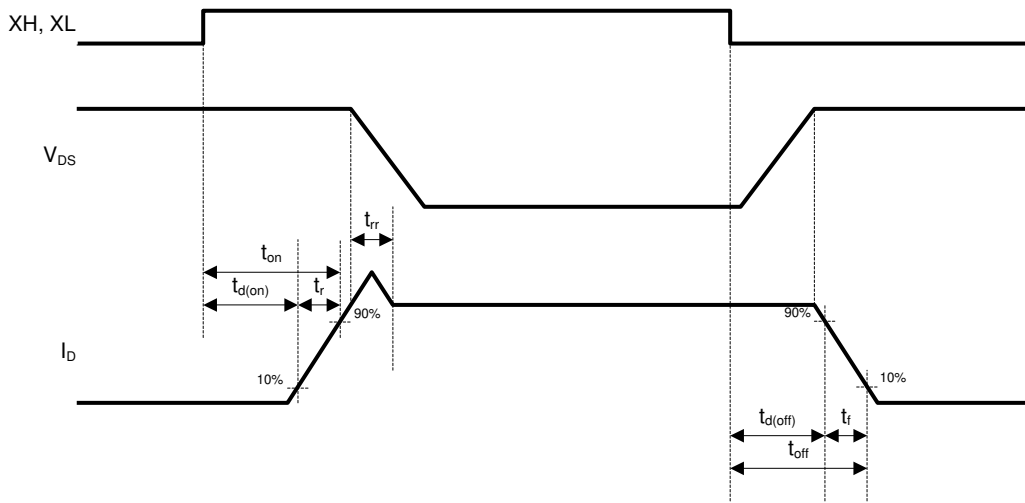 XH, XL
V_DS
t_rr
t_on
t_d(on) t_r
90%
90%
I_D
10%
10%
t_d(off) t_f
t_off